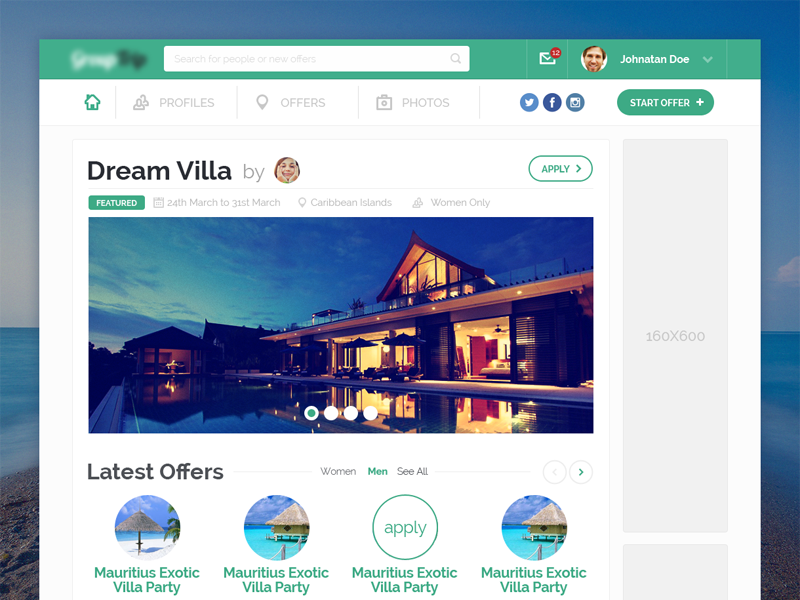 Search for people or new offers
12
Johnatan Doe
PROFILES
OFFERS
PHOTOS
START OFFER +
Dream Villa by
APPLY
FEATURED
24th March to 31st March
Caribbean Islands
Women Only
160X600
Latest Offers
Women
Men
See All
apply
Mauritius Exotic
Villa Party
Mauritius Exotic
Villa Party
Mauritius Exotic
Villa Party
Mauritius Exotic
Villa Party